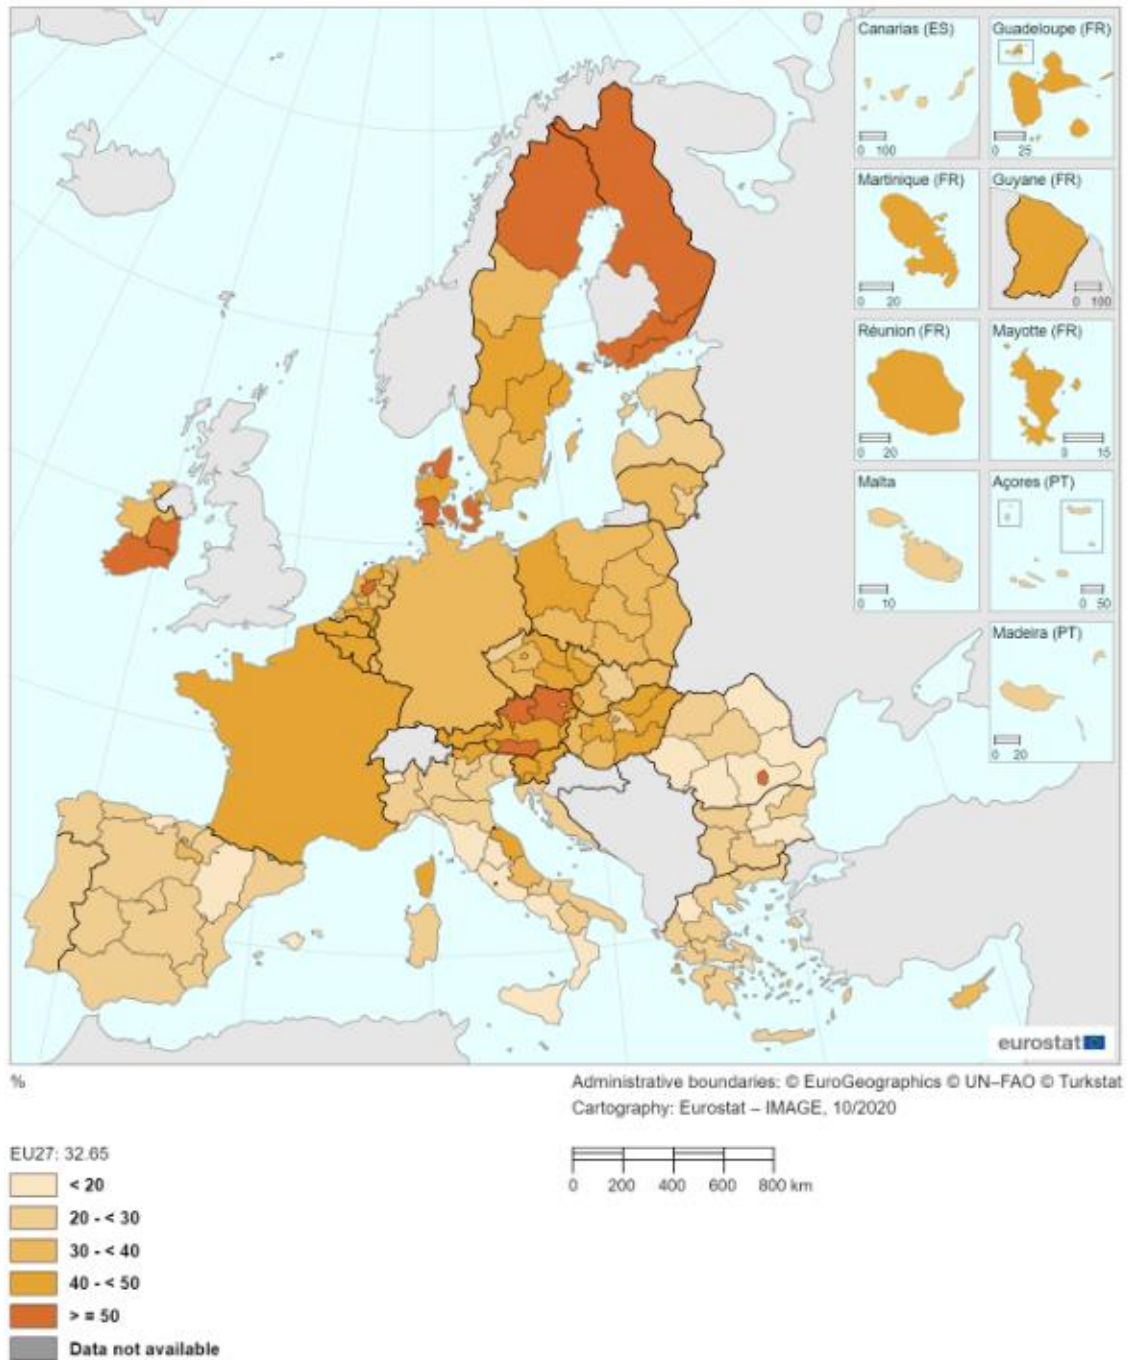 Canarias (ES)
0 100
Guadeloupe (FR)
0 25
Martinique (FR)
0 20
Guyane (FR)
0 100
Réunion (FR)
0 20
Mayotte (FR)
0 15
Malta
0 10
Açores (PT)
0 50
Madeira (PT)
0 20
eurostat
%
Administrative boundaries: © EuroGeographics © UN–FAO © Turkstat
Cartography: Eurostat – IMAGE, 10/2020
EU27: 32.65
0 200 400 600 800 km
< 20
20 - < 30
30 - < 40
40 - < 50
> = 50
Data not available